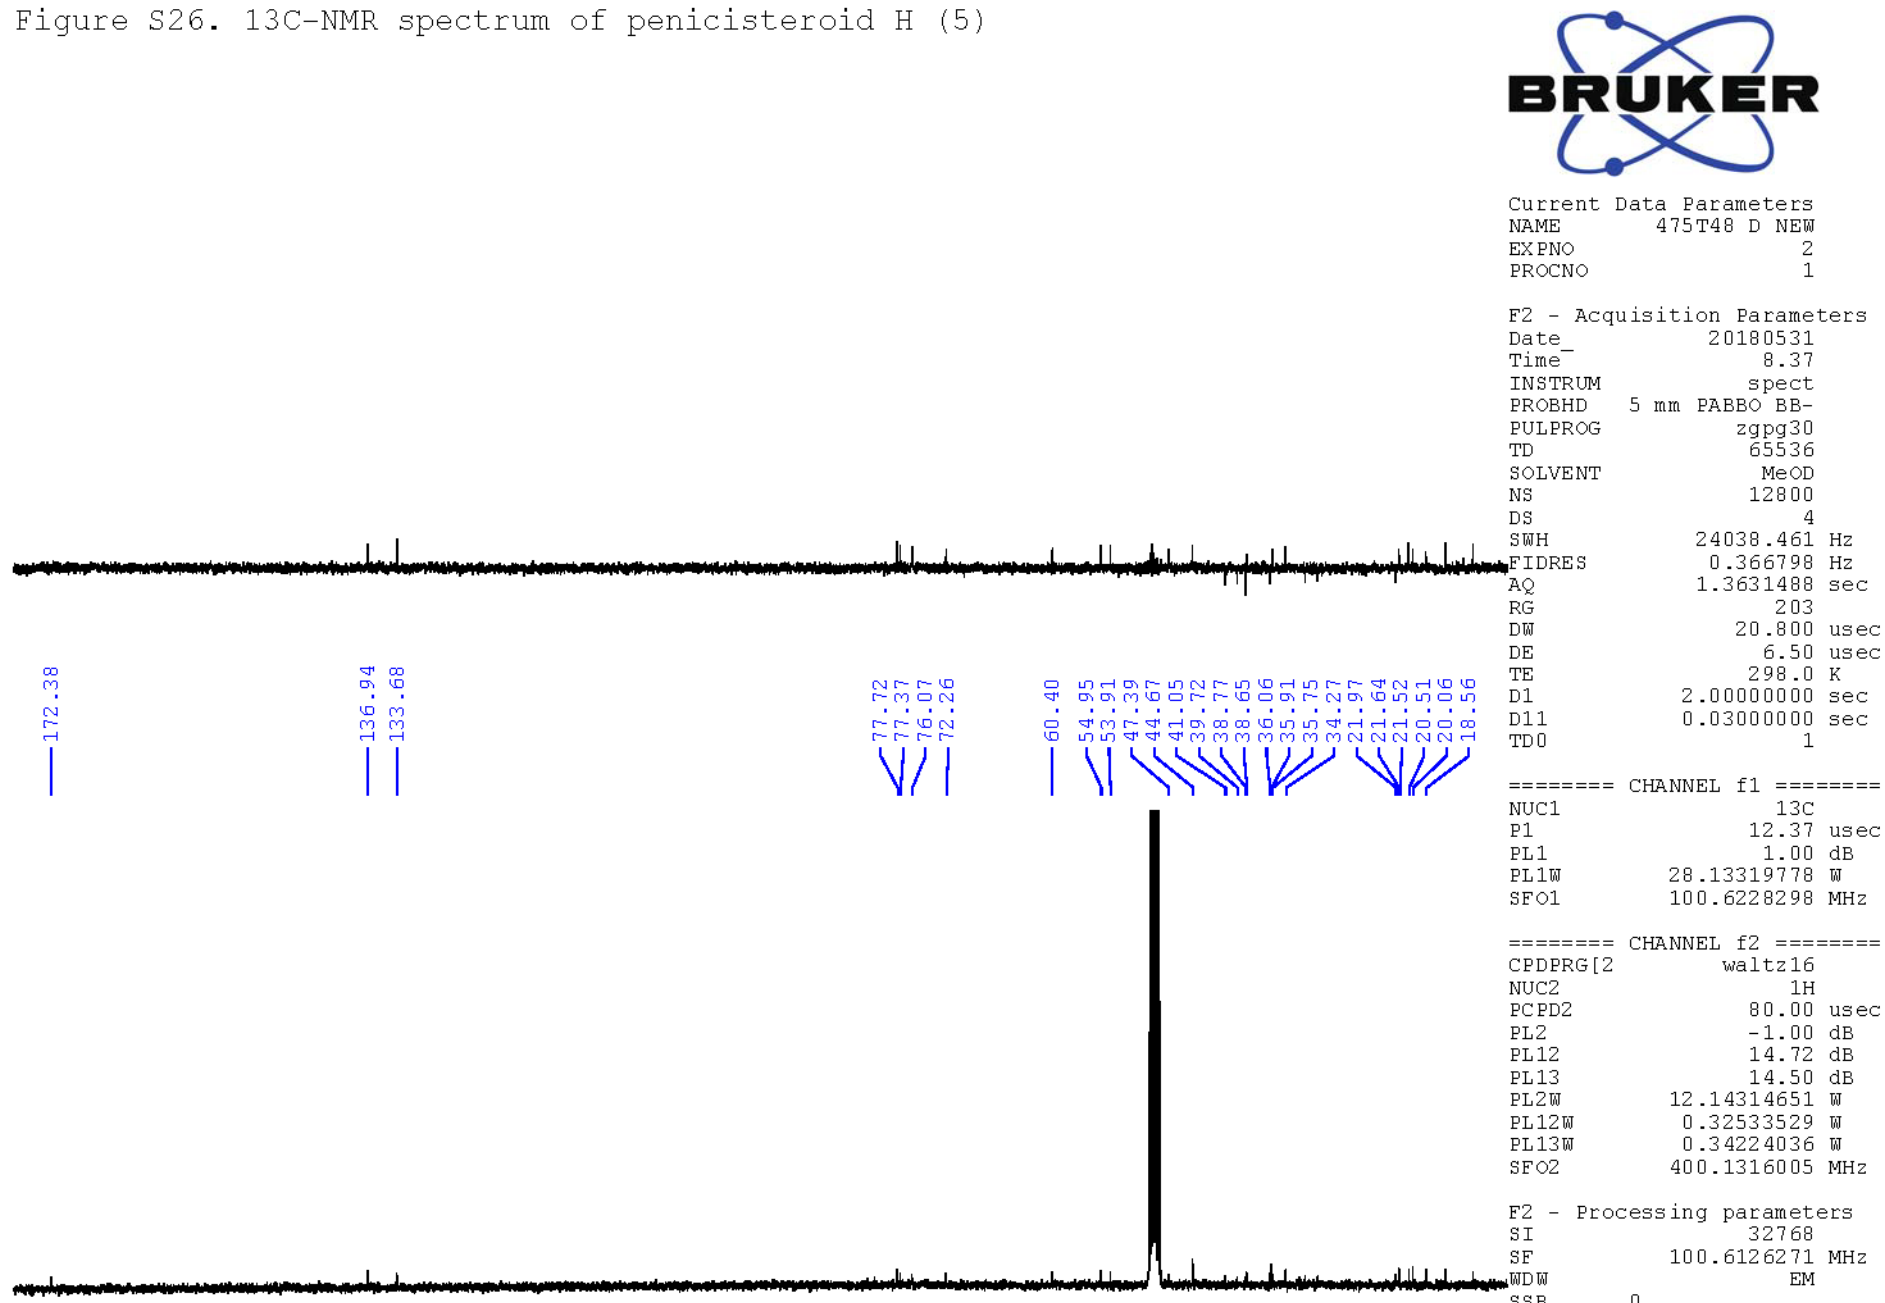 Figure S26. 13C-NMR spectrum of penicisteroid H (5)
BRUKER
Current Data Parameters
NAME 475T48 D NEW
EXPNO 2
PROCNO 1
F2 - Acquisition Parameters
Date_ 20180531
Time 8.37
INSTRUM spect
PROBHD 5 mm PABBO BB-
PULPROG zgpg30
TD 65536
SOLVENT MeOD
NS 12800
DS 4
SWH 24038.461 Hz
FIDRES 0.366798 Hz
AQ 1.3631488 sec
RG 203
DW 20.800 usec
DE 6.50 usec
TE 298.0 K
D1 2.00000000 sec
D11 0.03000000 sec
TD0 1
======== CHANNEL f1 ========
NUC1 13C
P1 12.37 usec
PL1 1.00 dB
PL1W 28.13319778 W
SFO1 100.6228298 MHz
======== CHANNEL f2 ========
CPDPRG[2 waltz16
NUC2 1H
PCPD2 80.00 usec
PL2 -1.00 dB
PL12 14.72 dB
PL13 14.50 dB
PL2W 12.14314651 W
PL12W 0.32533529 W
PL13W 0.34224036 W
SFO2 400.1316005 MHz
F2 - Processing parameters
SI 32768
SF 100.6126271 MHz
WDW EM
SSB 0
172.38
136.94
133.68
77.72
77.37
76.07
72.26
60.40
54.95
53.91
47.39
44.67
41.05
39.72
38.77
38.65
36.06
35.91
35.75
34.27
21.97
21.64
21.52
20.51
20.06
18.56